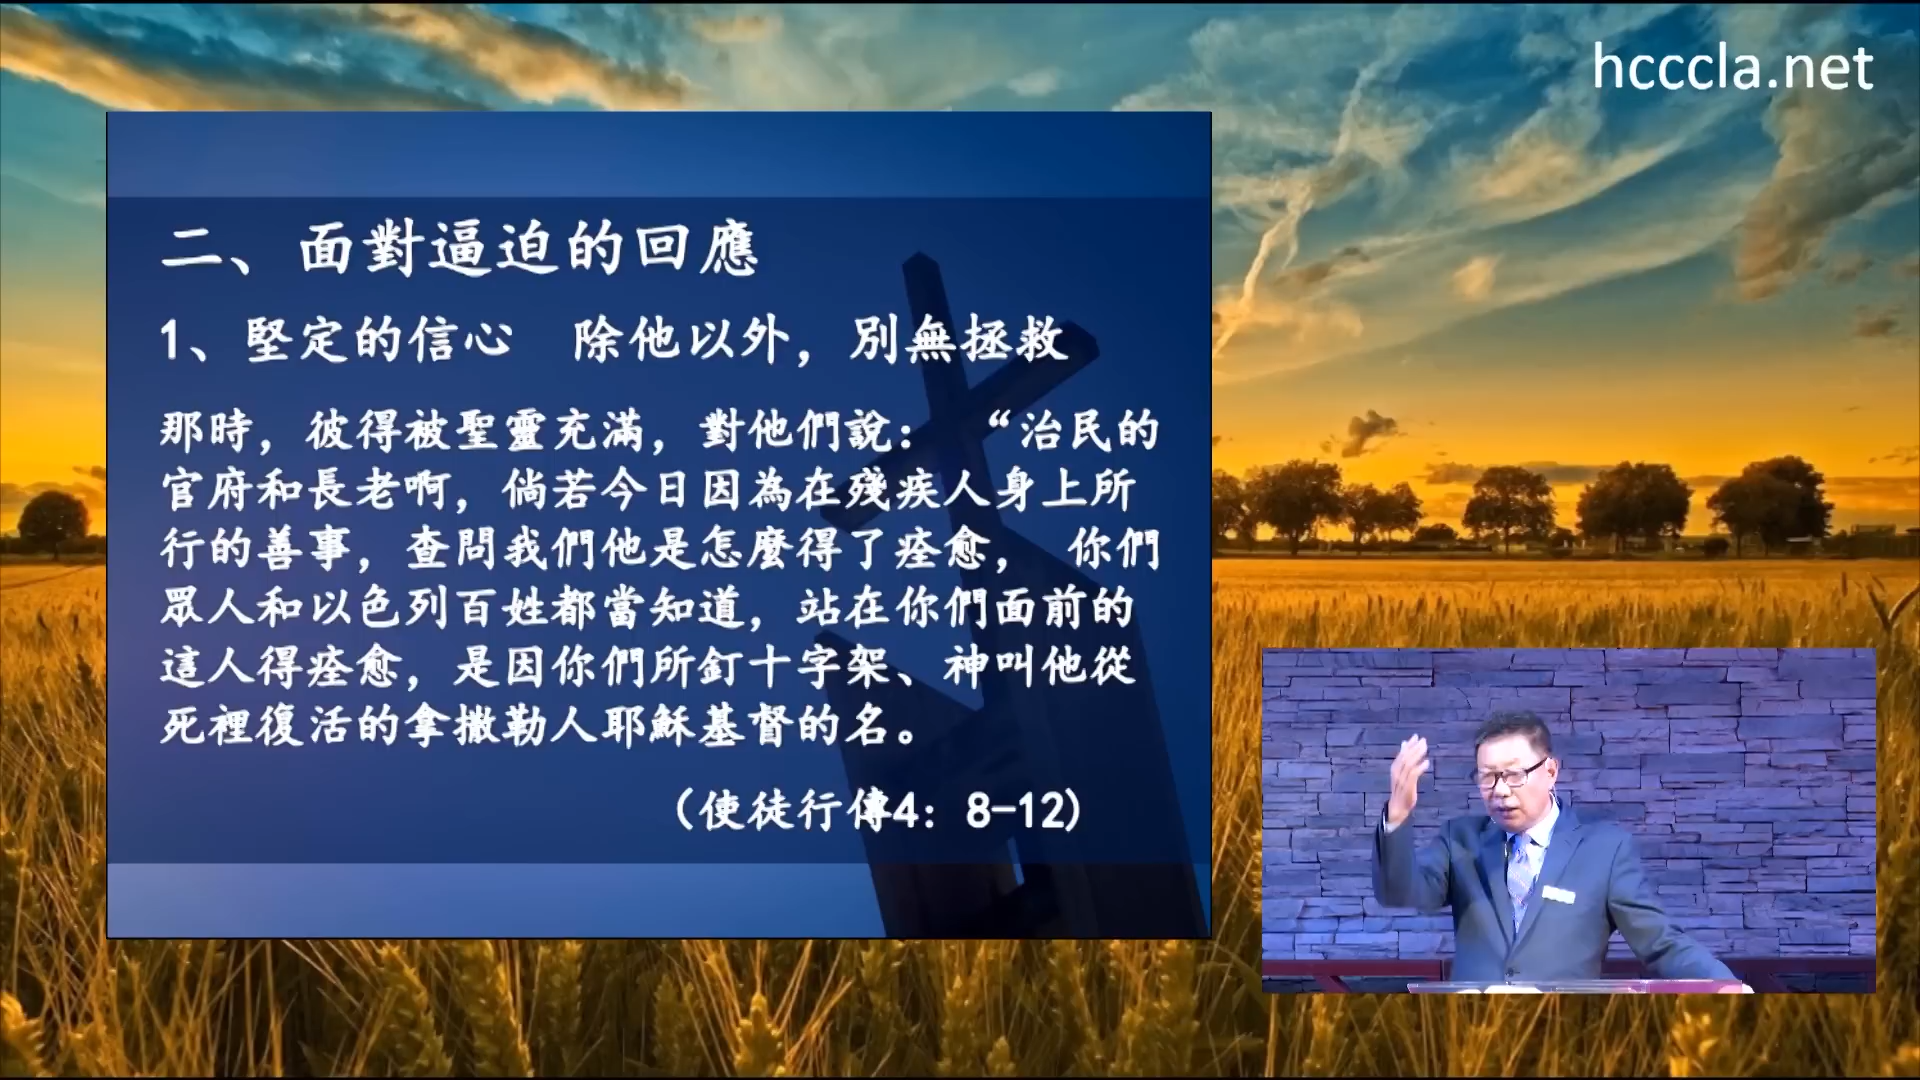 hcccla.net
二、面對逼迫的回應
1、堅定的信心　除他以外，別無拯救
那時，彼得被聖靈充滿，對他們說：　“治民的
官府和長老啊，倘若今日因為在殘疾人身上所
行的善事，查問我們他是怎麼得了痊愈，　你們
眾人和以色列百姓都當知道，站在你們面前的
這人得痊愈，是因你們所釘十字架、神叫他從
死裡復活的拿撒勒人耶穌基督的名。
（使徒行傳4：8-12）